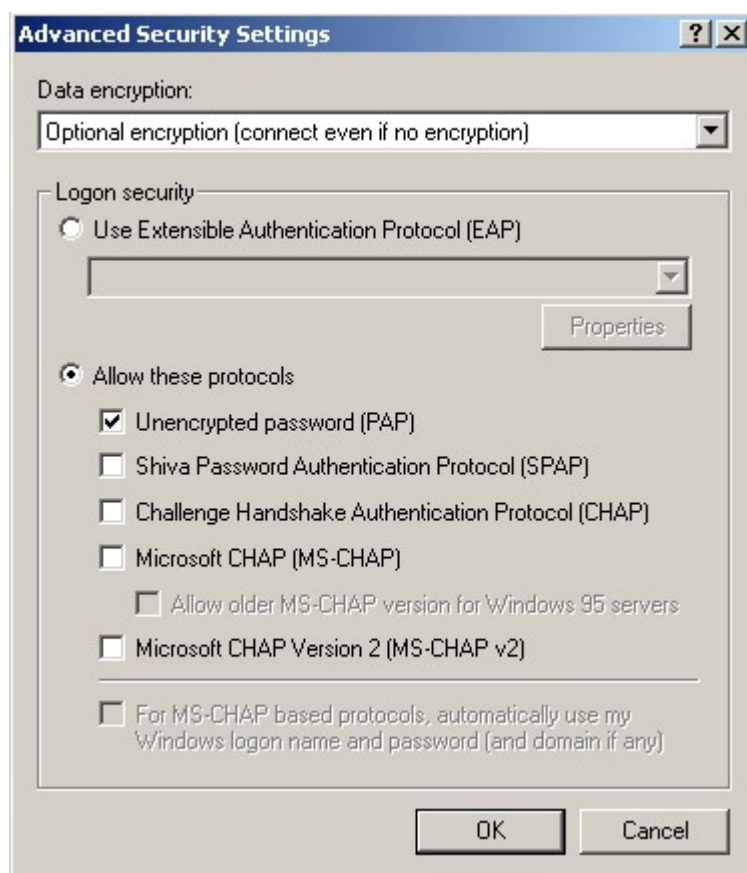 Advanced Security Settings
Data encryption:
Optional encryption (connect even if no encryption)
Logon security
Use Extensible Authentication Protocol (EAP)
Properties
Allow these protocols
Unencrypted password (PAP)
Shiva Password Authentication Protocol (SPAP)
Challenge Handshake Authentication Protocol (CHAP)
Microsoft CHAP (MS-CHAP)
Allow older MS-CHAP version for Windows 95 servers
Microsoft CHAP Version 2 (MS-CHAP v2)
For MS-CHAP based protocols, automatically use my
Windows logon name and password (and domain if any)
OK Cancel